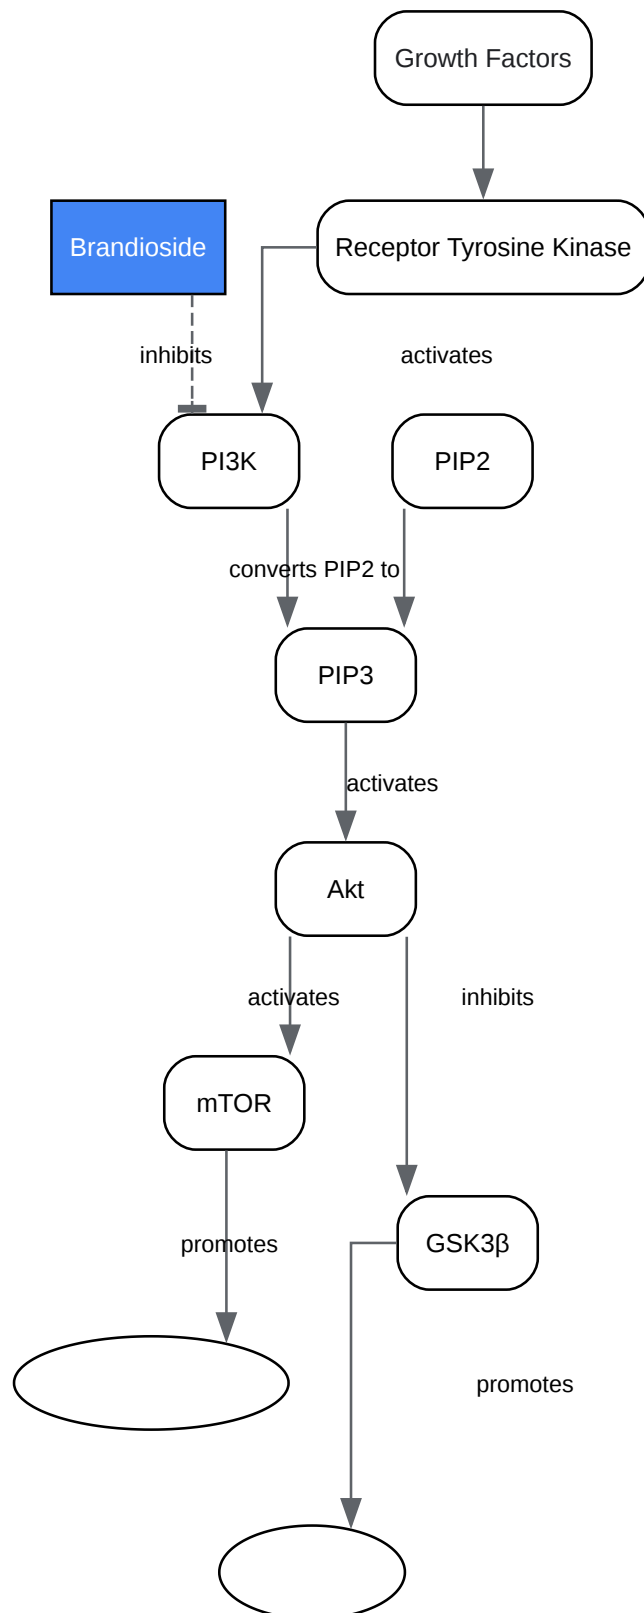 Growth Factors
Brandioside
Receptor Tyrosine Kinase
inhibits
activates
PI3K
PIP2
converts PIP2 to
PIP3
activates
Akt
activates
inhibits
mTOR
promotes
GSK3β
promotes